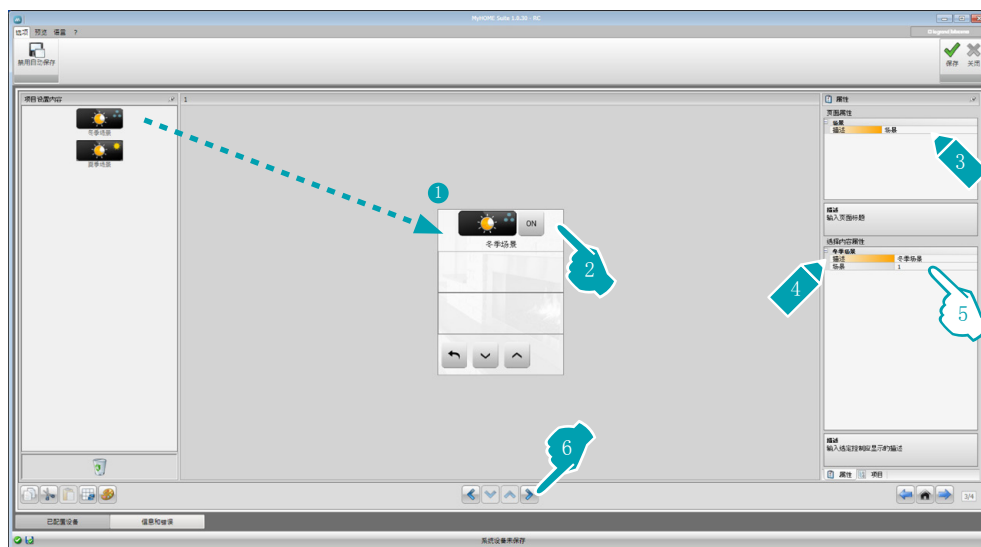 MyHOME Suite 1.0.30 - RC
选项 预览 语言 ?
禁用自动保存
保存 关闭
项目设置内容
1
冬季场景
夏季场景
1
ON
冬季场景
2
属性
页面属性
场景
描述 场景
3
描述
输入页面标题
选择内容属性
冬季场景
描述 冬季场景
场景 1
4
5
描述
输入选定控制段显示的描述
属性 项目
6
3/4
已配置设备 信息和错误
系统设备未保存